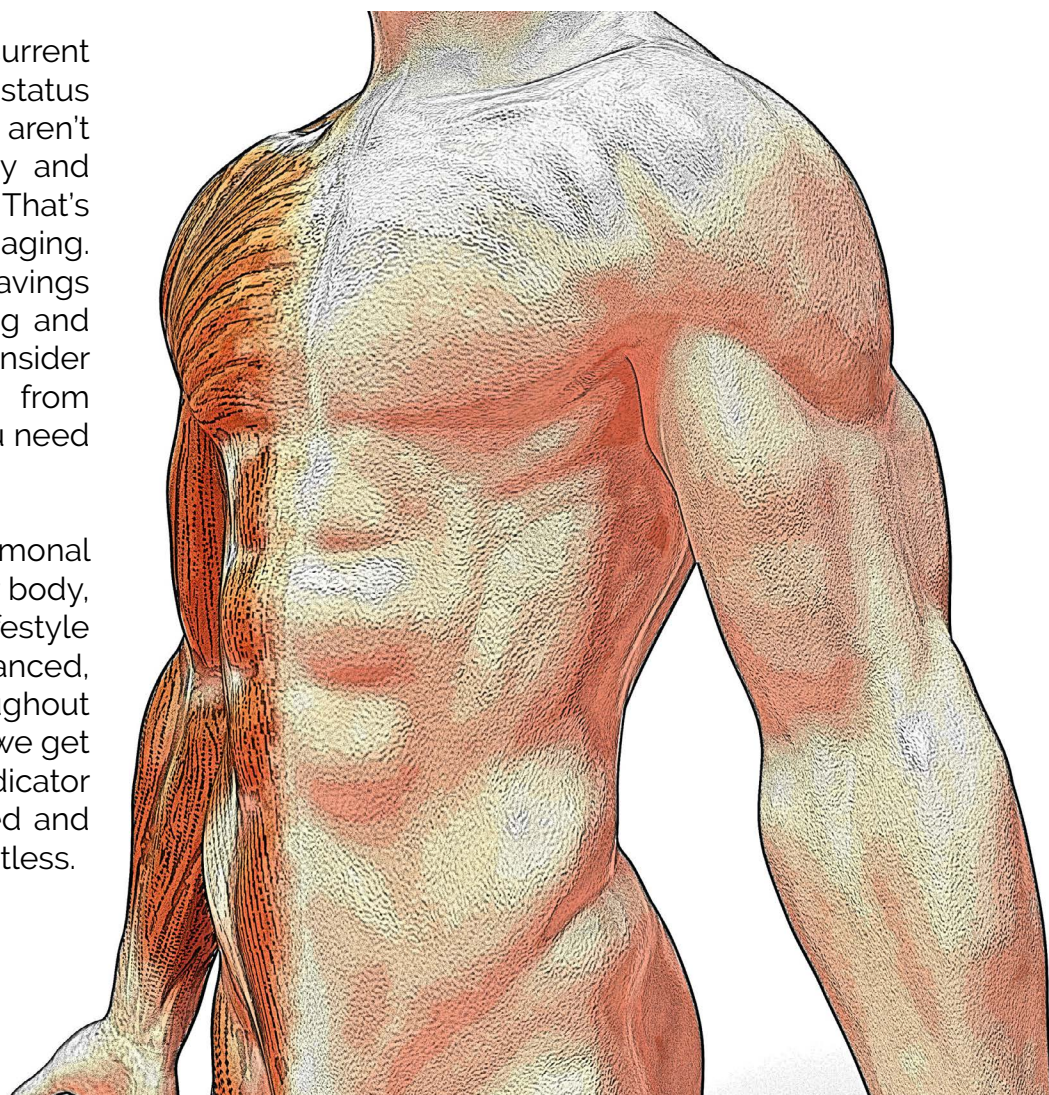 urrent
status
aren't
y and
That's
aging.
avings
g and
nsider
from
u need
monal
body,
festyle
anced,
ughout
we get
dicator
ed and
tless.